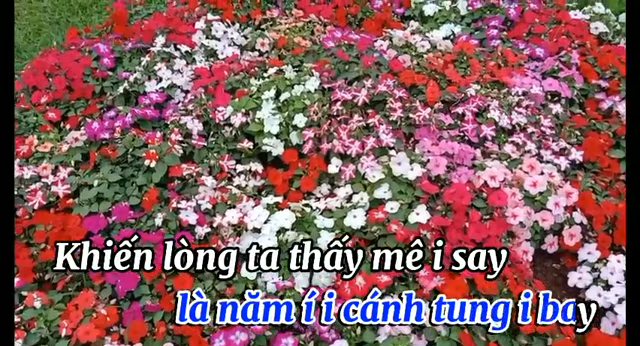 Khiến lòng ta thấy mê i say
là năm í i cánh tung i bay